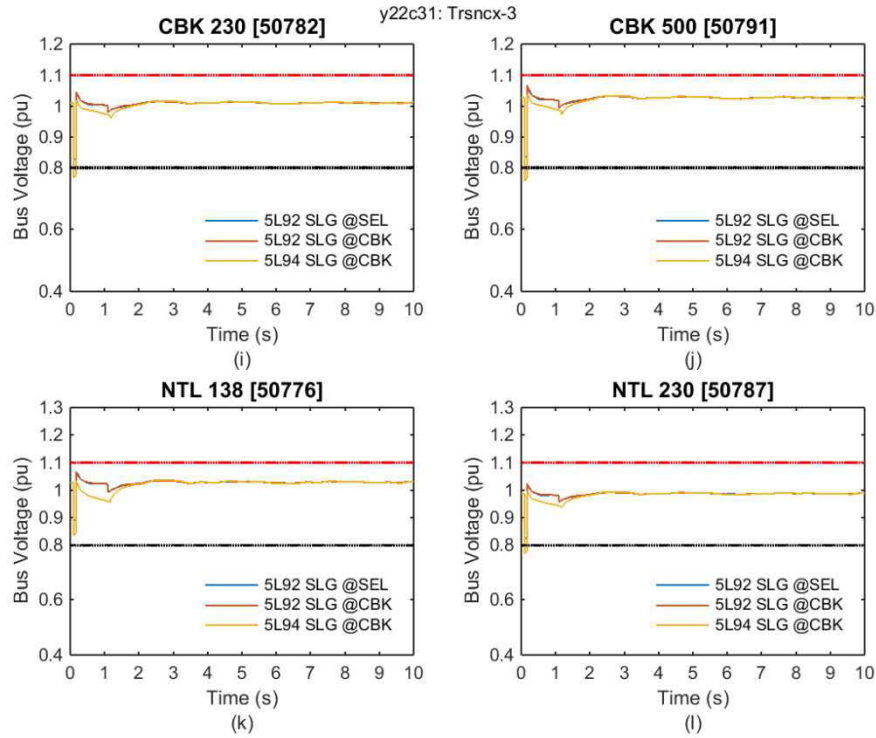 y22c31: Trsncx-3
CBK 230 [50782]
1.2
1.1
1
0.9
0.8
0.6
0.4
Bus Voltage (pu)
5L92 SLG @SEL
5L92 SLG @CBK
5L94 SLG @CBK
0 1 2 3 4 5 6 7 8 9 10
Time (s)
(i)
CBK 500 [50791]
1.2
1.1
1
0.9
0.8
0.6
0.4
Bus Voltage (pu)
5L92 SLG @SEL
5L92 SLG @CBK
5L94 SLG @CBK
0 1 2 3 4 5 6 7 8 9 10
Time (s)
(j)
NTL 138 [50776]
1.3
1.2
1.1
1
0.9
0.8
0.6
0.4
Bus Voltage (pu)
5L92 SLG @SEL
5L92 SLG @CBK
5L94 SLG @CBK
0 1 2 3 4 5 6 7 8 9 10
Time (s)
(k)
NTL 230 [50787]
1.3
1.2
1.1
1
0.9
0.8
0.6
0.4
Bus Voltage (pu)
5L92 SLG @SEL
5L92 SLG @CBK
5L94 SLG @CBK
0 1 2 3 4 5 6 7 8 9 10
Time (s)
(l)